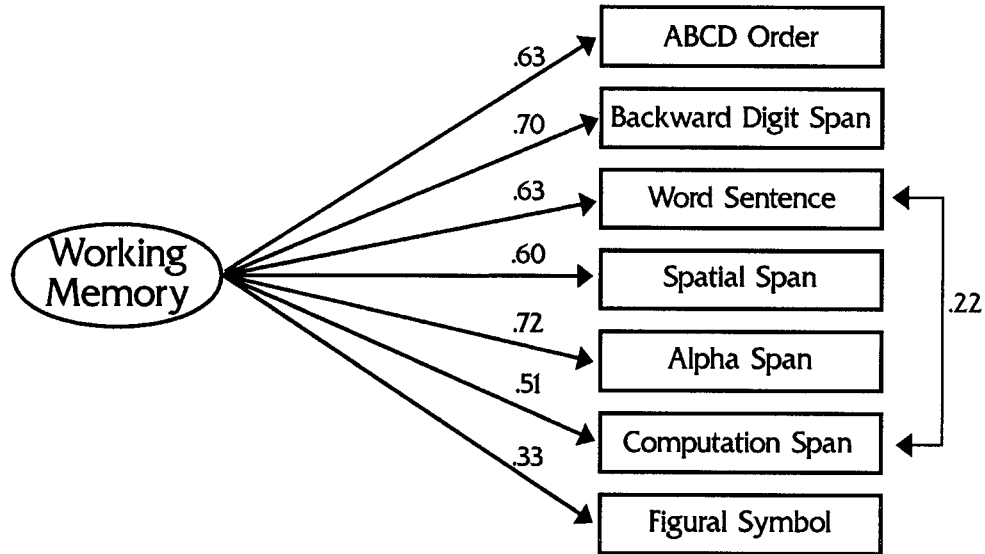 ABCD Order
.63
Backward Digit Span
.70
Word Sentence
.63
Working
Memory
.60
Spatial Span
.22
.72
Alpha Span
.51
Computation Span
.33
Figural Symbol